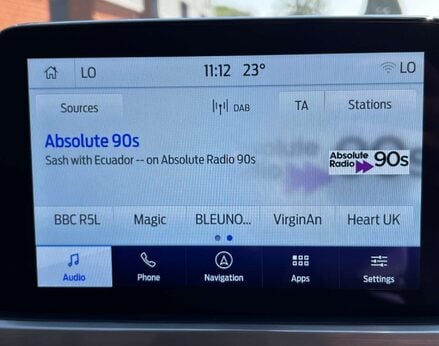 LO 11:12 23° LO
Sources DAB TA Stations
Absolute 90s
Sash with Ecuador -- on Absolute Radio 90s
Absolute Radio 90s
BBC R5L Magic BLEUNO... VirginAn Heart UK
Audio Phone Navigation Apps Settings